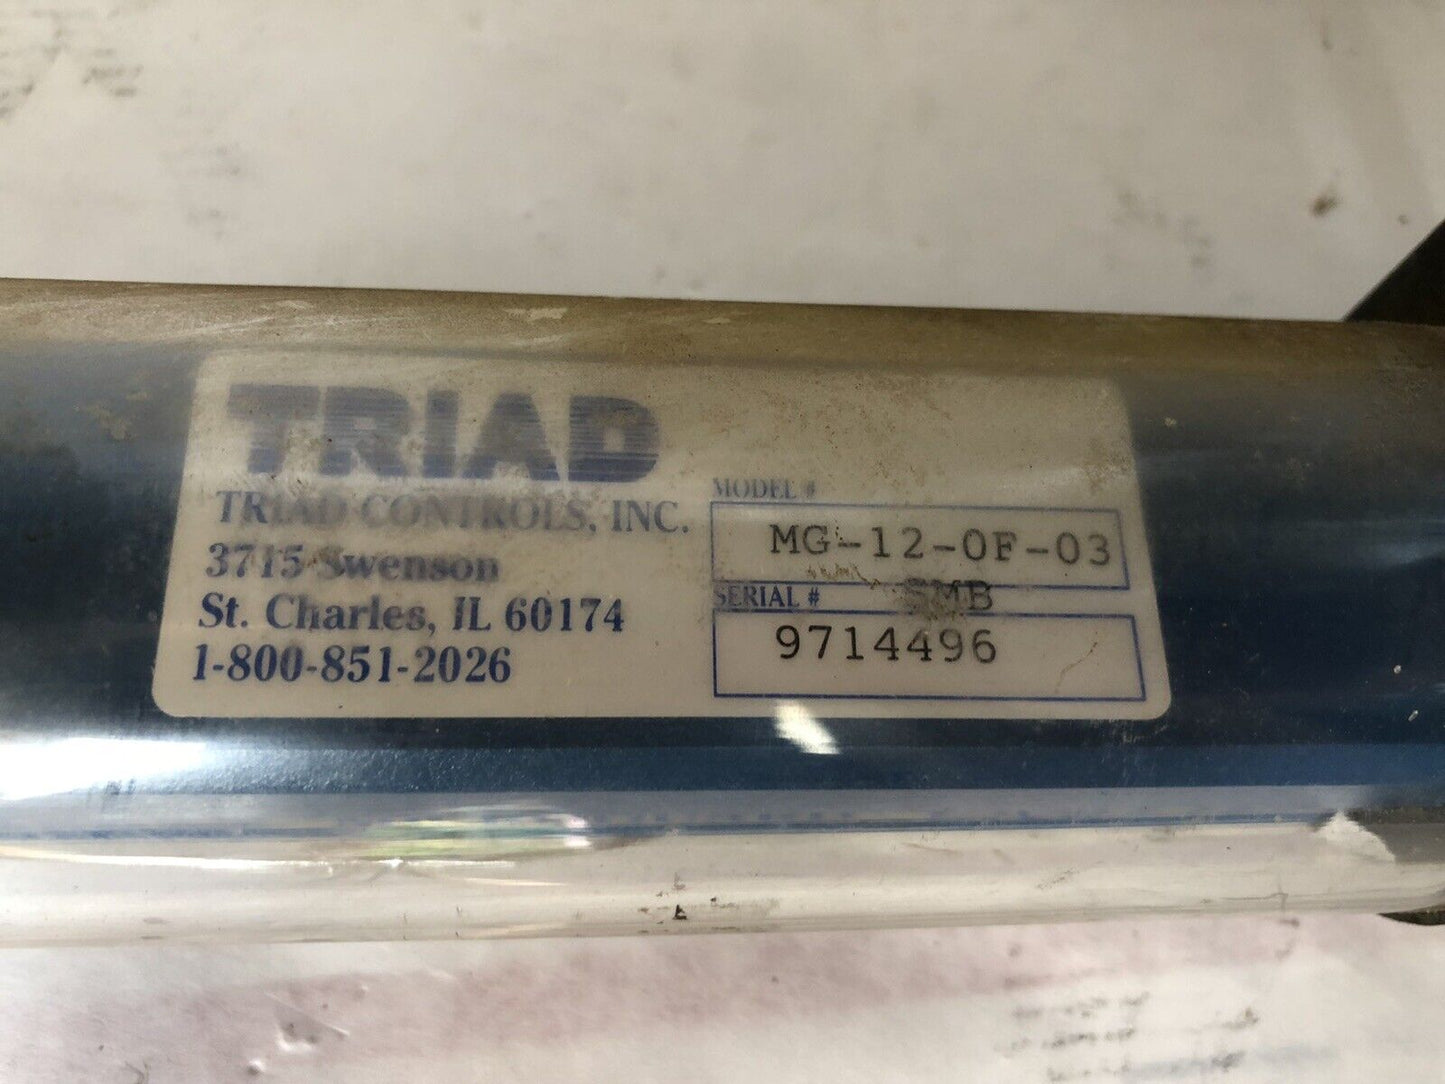 TRIAD
TRIAD CONTROLS, INC.
3715 Swenson
St. Charles, IL 60174
1-800-851-2026
MODEL #
MG-12-0F-03
SMB
SERIAL #
9714496